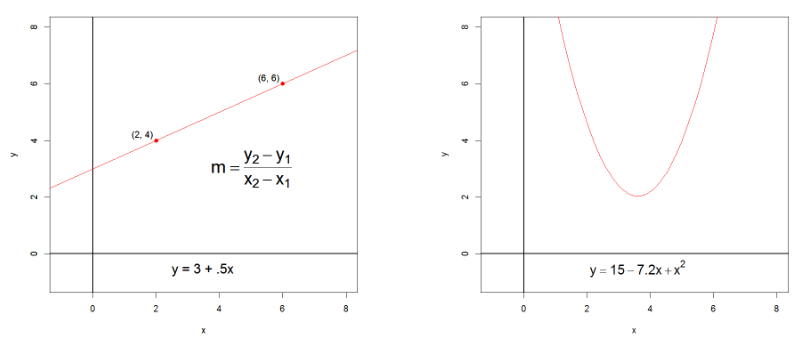 8
6
4
2
0
y
(6, 6)
(2, 4)
m = y₂ − y₁
x₂ − x₁
y = 3 + .5x
0 2 4 6 8
x
8
6
4
2
0
y
y = 15 − 7.2x + x²
0 2 4 6 8
x